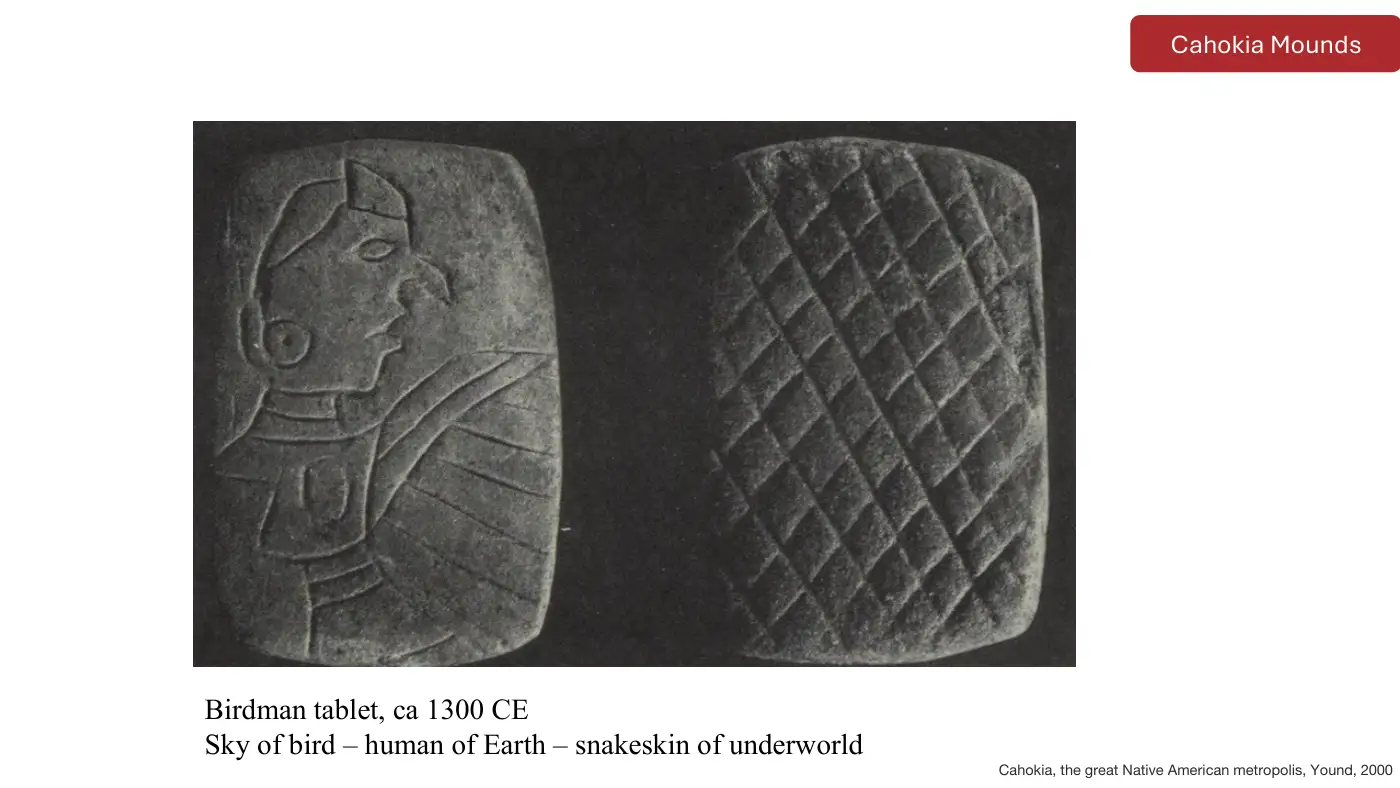 Cahokia Mounds
Birdman tablet, ca 1300 CE
Sky of bird – human of Earth – snakeskin of underworld
Cahokia, the great Native American metropolis, Yound, 2000